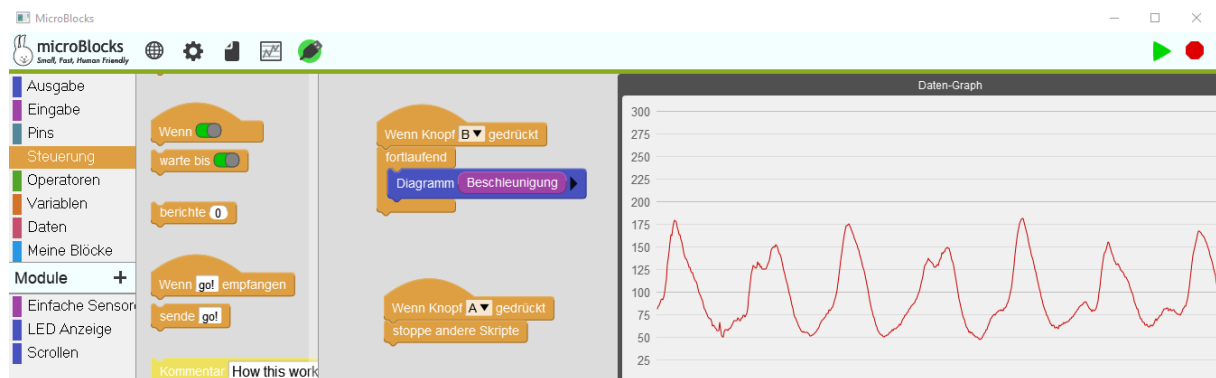 MicroBlocks
microBlocks
Small, Fast, Human Friendly
Ausgabe
Eingabe
Pins
Steuerung
Operatoren
Variablen
Daten
Meine Blöcke
Module +
Einfache Sensor
LED Anzeige
Scrollen
Wenn
warte bis
berichte 0
Wenn go! empfangen
sende go!
Kommentar How this work
Wenn Knopf B gedrückt
fortlaufend
Diagramm Beschleunigung
Wenn Knopf A gedrückt
stoppe andere Skripte
Daten-Graph
300
275
250
225
200
175
150
125
100
75
50
25